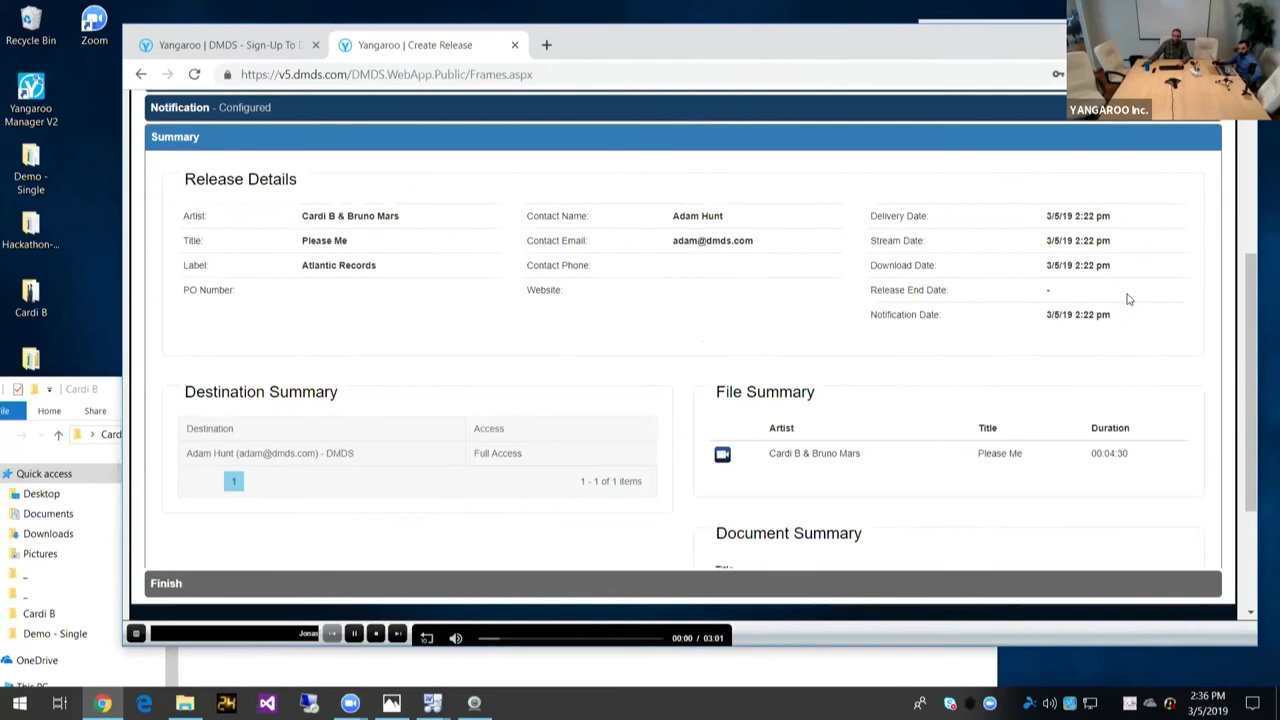 Recycle Bin
Zoom
Yangaroo
Manager V2
Demo -
Single
Hackathon-...
Cardi B
Yangaroo | DMDS - Sign-Up To
Yangaroo | Create Release
https://v5.dmds.com/DMDS.WebApp.Public/Frames.aspx
YANGAROO Inc.
Notification - Configured
Summary
Release Details
Artist: Cardi B & Bruno Mars Contact Name: Adam Hunt Delivery Date: 3/5/19 2:22 pm
Title: Please Me Contact Email: adam@dmds.com Stream Date: 3/5/19 2:22 pm
Label: Atlantic Records Contact Phone: Download Date: 3/5/19 2:22 pm
PO Number: Website: Release End Date: -
Notification Date: 3/5/19 2:22 pm
Destination Summary
Destination Access
Adam Hunt (adam@dmds.com) - DMDS Full Access
1 1 - 1 of 1 items
File Summary
Artist Title Duration
Cardi B & Bruno Mars Please Me 00:04:30
Document Summary
Finish
Jonas
10
00:00 / 03:01
Cardi B
ile Home Share
Card
Quick access
Desktop
Documents
Downloads
Pictures
_
_
Cardi B
Demo - Single
OneDrive
2:36 PM
3/5/2019